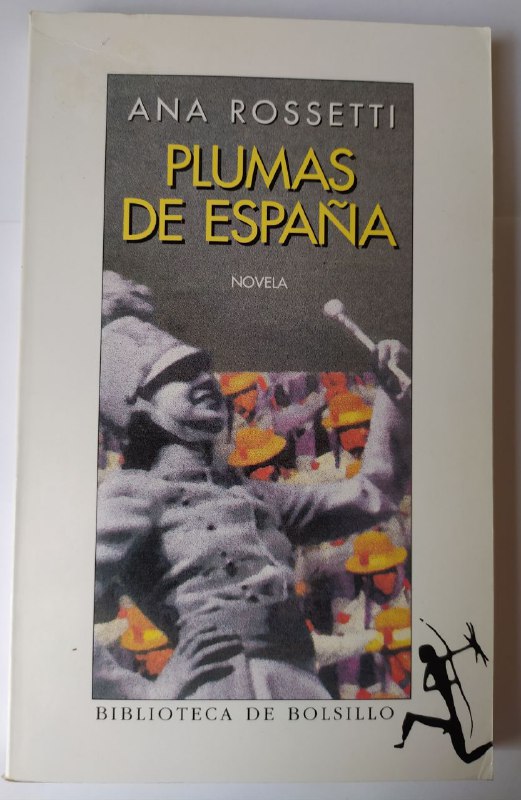 ANA ROSSETTI
PLUMAS
DE ESPAÑA
NOVELA
BIBLIOTECA DE BOLSILLO